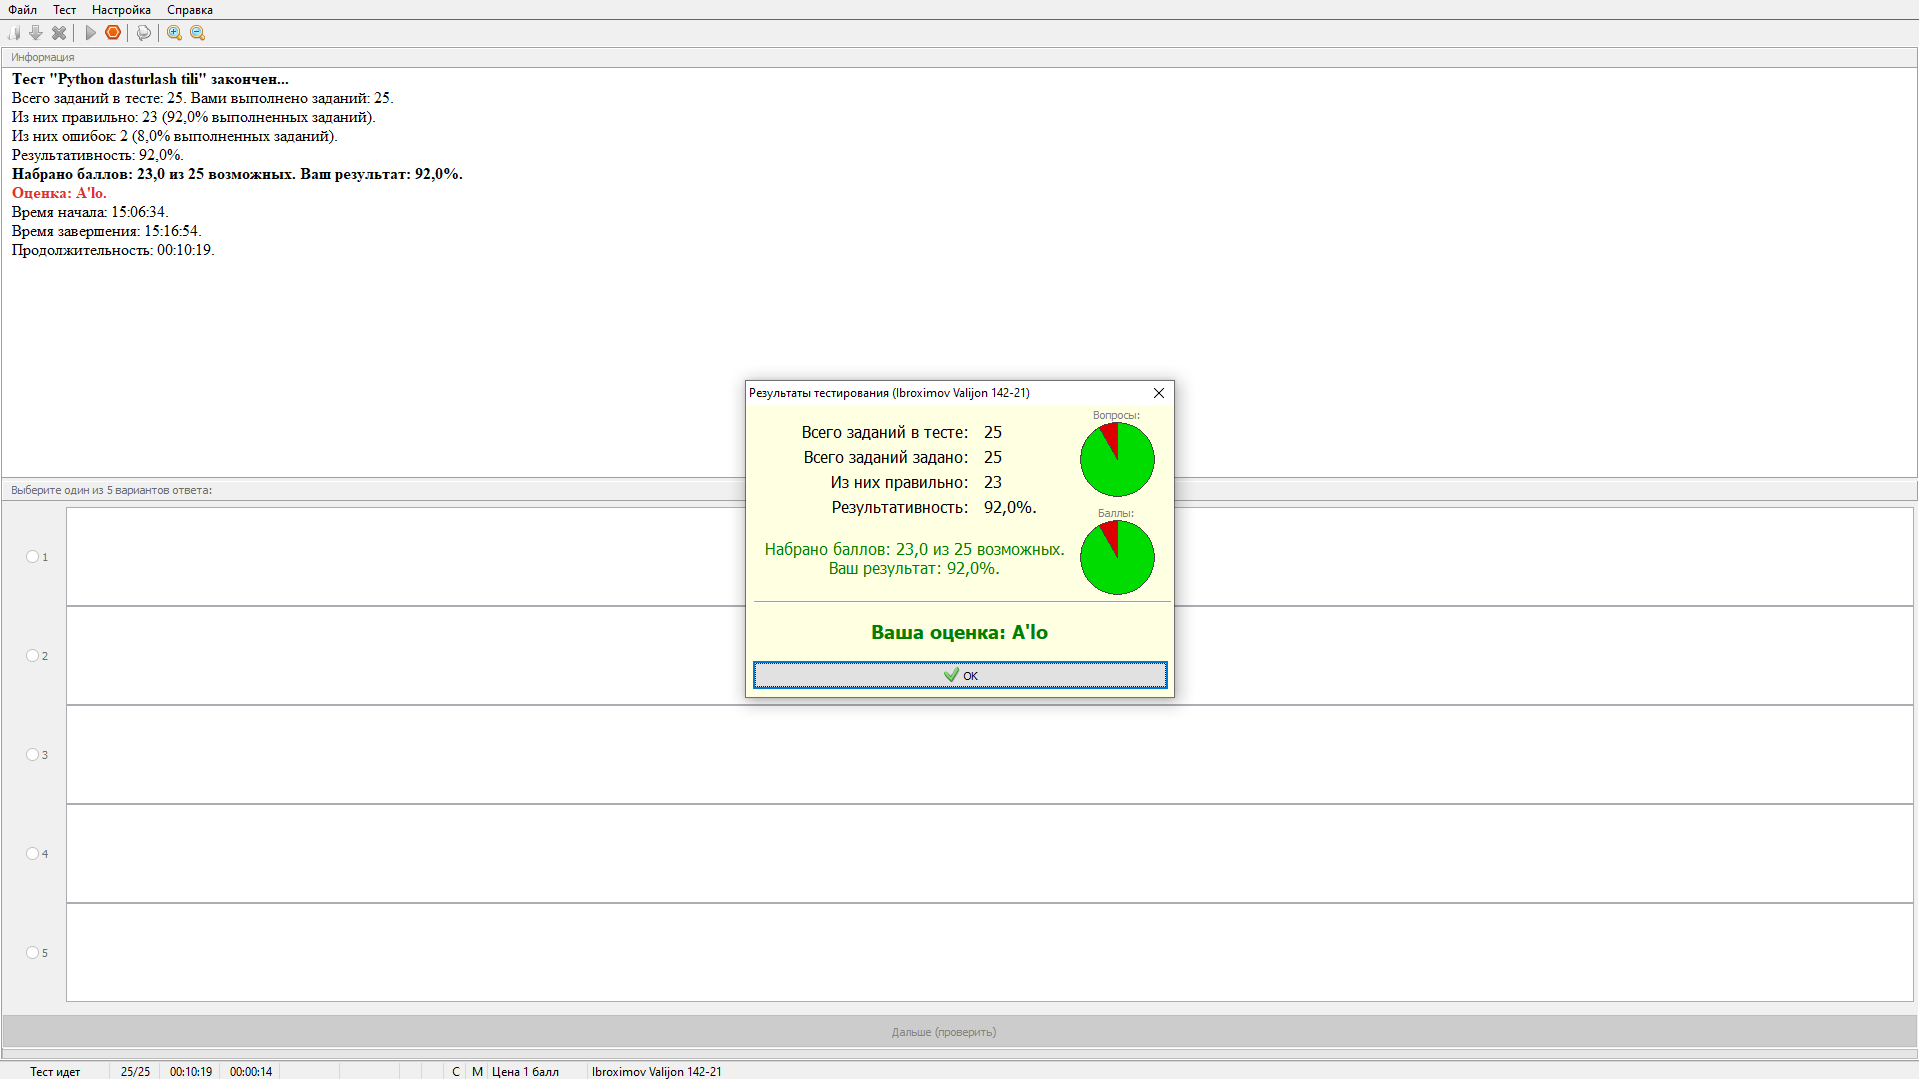 Файл Тест Настройка Справка
Информация
Тест "Python dasturlash tili" закончен...
Всего заданий в тесте: 25. Вами выполнено заданий: 25.
Из них правильно: 23 (92,0% выполненных заданий).
Из них ошибок: 2 (8,0% выполненных заданий).
Результативность: 92,0%.
Набрано баллов: 23,0 из 25 возможных. Ваш результат: 92,0%.
Оценка: A'lo.
Время начала: 15:06:34.
Время завершения: 15:16:54.
Продолжительность: 00:10:19.
Результаты тестирования (Ibroximov Valijon 142-21)
Всего заданий в тесте: 25
Всего заданий задано: 25
Из них правильно: 23
Результативность: 92,0%.
Вопросы:
Баллы:
Набрано баллов: 23,0 из 25 возможных.
Ваш результат: 92,0%.
Ваша оценка: A'lo
OK
Выберите один из 5 вариантов ответа:
1
2
3
4
5
Дальше (проверить)
Тест идет 25/25 00:10:19 00:00:14 С М Цена 1 балл Ibroximov Valijon 142-21